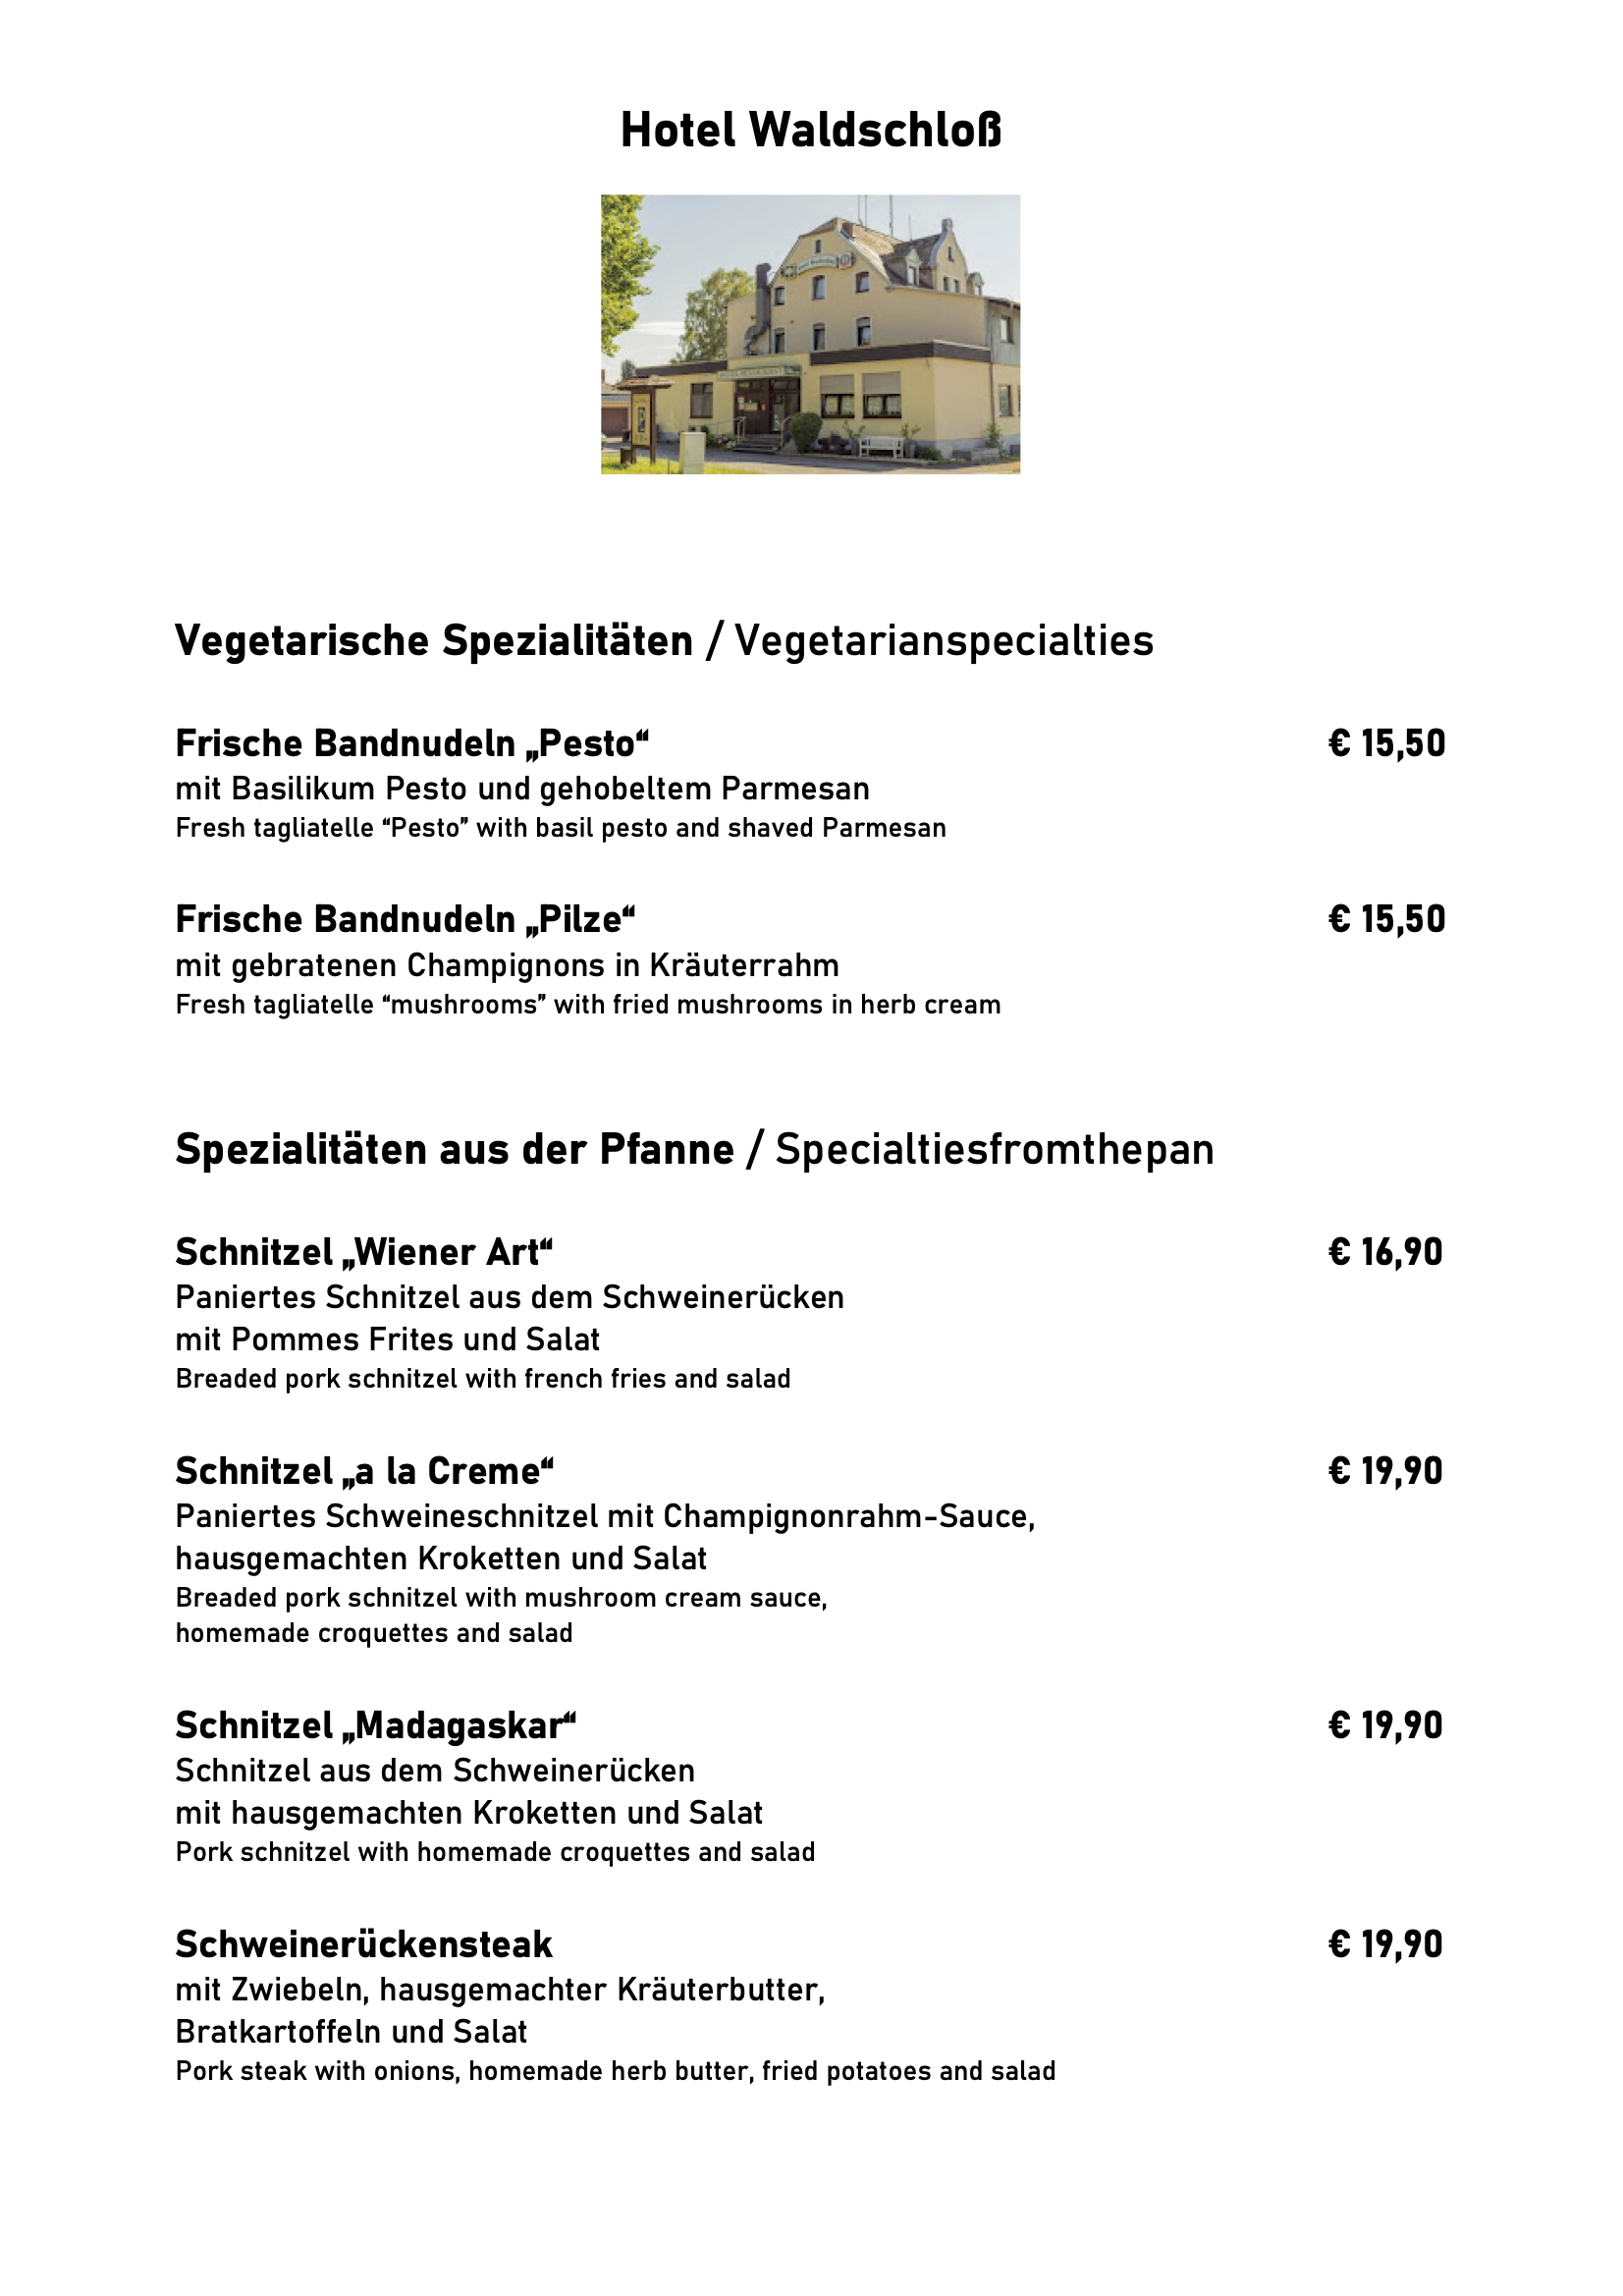 Hotel Waldschloß
Vegetarische Spezialitäten / Vegetarianspecialties
Frische Bandnudeln „Pesto“ € 15,50
mit Basilikum Pesto und gehobeltem Parmesan
Fresh tagliatelle “Pesto” with basil pesto and shaved Parmesan
Frische Bandnudeln „Pilze“ € 15,50
mit gebratenen Champignons in Kräuterrahm
Fresh tagliatelle “mushrooms” with fried mushrooms in herb cream
Spezialitäten aus der Pfanne / Specialtiesfromthepan
Schnitzel „Wiener Art“ € 16,90
Paniertes Schnitzel aus dem Schweinerücken
mit Pommes Frites und Salat
Breaded pork schnitzel with french fries and salad
Schnitzel „a la Creme“ € 19,90
Paniertes Schweineschnitzel mit Champignonrahm-Sauce,
hausgemachten Kroketten und Salat
Breaded pork schnitzel with mushroom cream sauce,
homemade croquettes and salad
Schnitzel „Madagaskar“ € 19,90
Schnitzel aus dem Schweinerücken
mit hausgemachten Kroketten und Salat
Pork schnitzel with homemade croquettes and salad
Schweinerückensteak € 19,90
mit Zwiebeln, hausgemachter Kräuterbutter,
Bratkartoffeln und Salat
Pork steak with onions, homemade herb butter, fried potatoes and salad